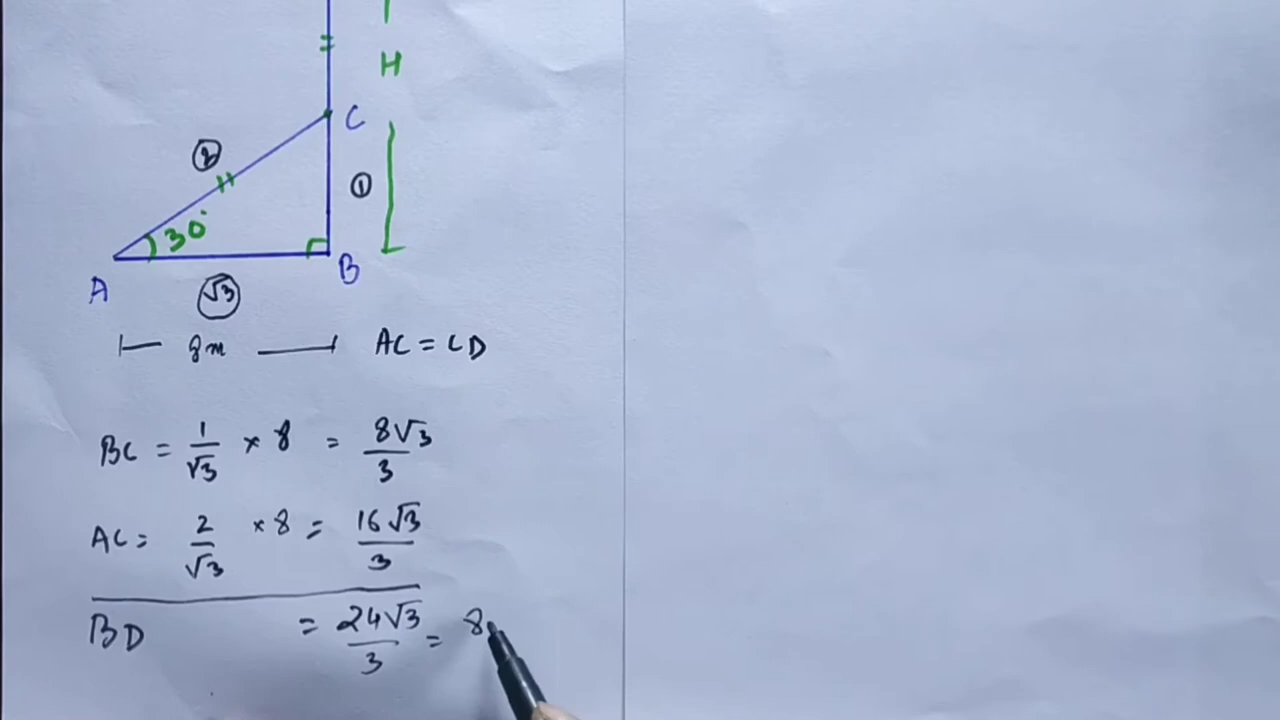 H
C
2
1
30°
A
B
√3
8m AC = CD
BC = 1/√3 × 8 = 8√3/3
AC = 2/√3 × 8 = 16√3/3
BD = 24√3/3 = 8